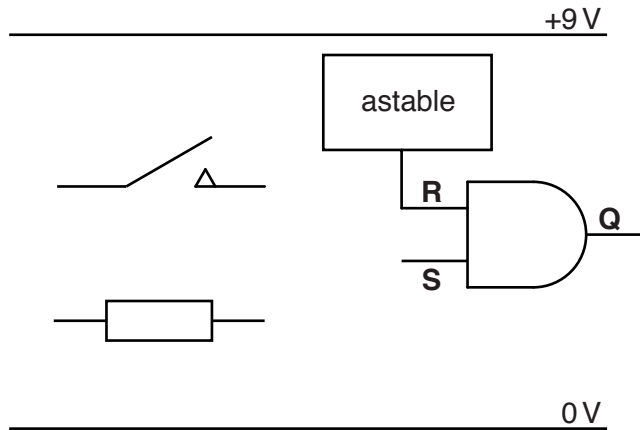 +9 V
astable
R
Q
S
0 V